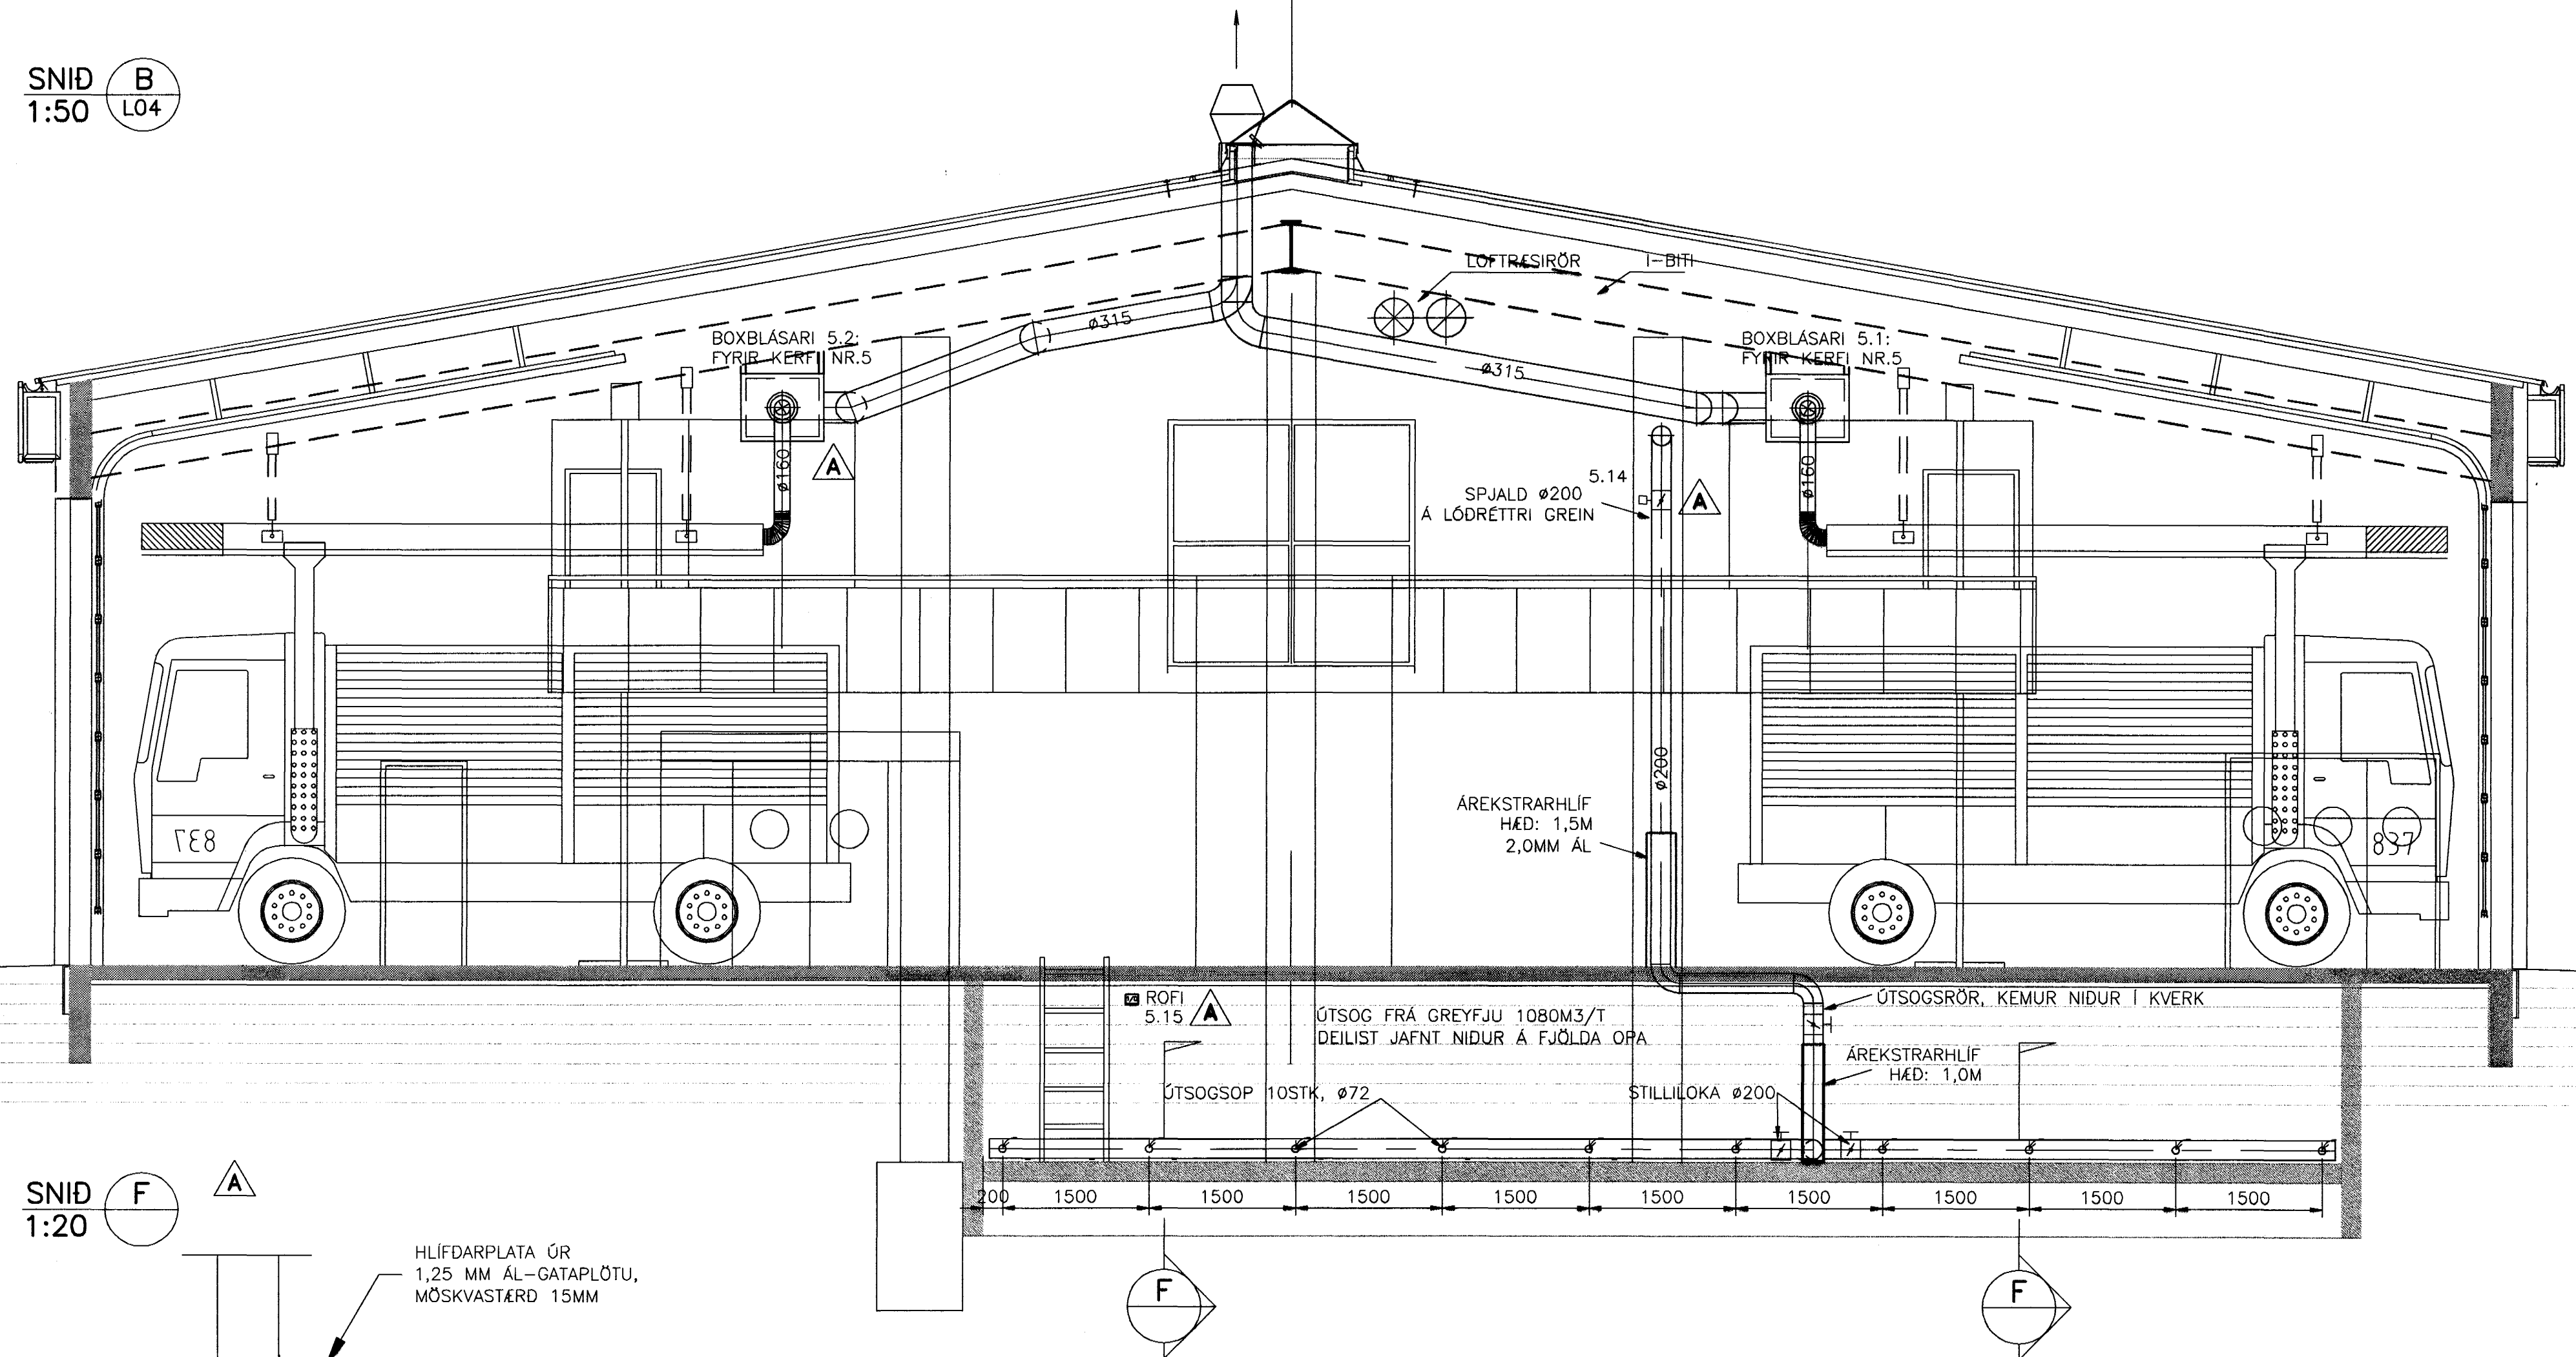 SNIÐ B
1:50 L04
LOFTRÆSIRÖR
I-BITI
BOXBLÁSARI 5.2:
FYRIR KERFI NR.5
ø315
ø315
BOXBLÁSARI 5.1:
FYRIR KERFI NR.5
ø160
A
5.14
SPJALD ø200
Á LÓÐRÉTTRI GREIN
A
ø160
ø200
ÁREKSTRARHLÍF
HÆÐ: 1,5M
2,0MM ÁL
837
837
ROFI
5.15
A
ÚTSOG FRÁ GREYFJU 1080M3/T
DEILIST JAFNT NIÐUR Á FJÖLDA OPA
ÚTSOGSRÖR, KEMUR NIÐUR Í KVERK
ÁREKSTRARHLÍF
HÆÐ: 1,0M
ÚTSOGSOP 10STK, ø72
STILLILOKA ø200
200 1500 1500 1500 1500 1500 1500 1500 1500 1500
SNIÐ F
1:20
A
HLÍFÐARPLATA ÚR
1,25 MM ÁL-GATAPLÖTU,
MÖSKVASTÆRÐ 15MM
F
F